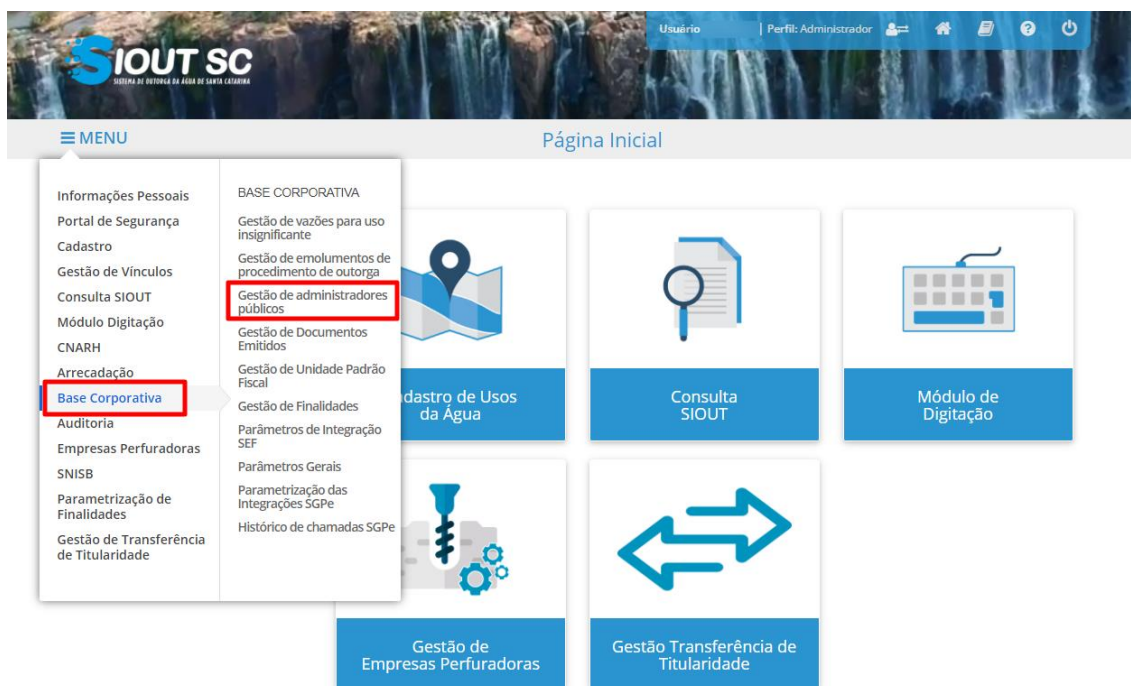 SIOUT SC
SISTEMA DE OUTORGA DA ÁGUA DE SANTA CATARINA
Usuário | Perfil: Administrador
MENU
Página Inicial
Informações Pessoais
Portal de Segurança
Cadastro
Gestão de Vínculos
Consulta SIOUT
Módulo Digitação
CNARH
Arrecadação
Base Corporativa
Auditoria
Empresas Perfuradoras
SNISB
Parametrização de
Finalidades
Gestão de Transferência
de Titularidade
BASE CORPORATIVA
Gestão de vazões para uso
insignificante
Gestão de emolumentos de
procedimento de outorga
Gestão de administradores
públicos
Gestão de Documentos
Emitidos
Gestão de Unidade Padrão
Fiscal
Gestão de Finalidades
Parâmetros de Integração
SEF
Parâmetros Gerais
Parametrização das
Integrações SGPe
Histórico de chamadas SGPe
dastro de Usos
da Água
Consulta
SIOUT
Módulo de
Digitação
Gestão de
Empresas Perfuradoras
Gestão Transferência de
Titularidade